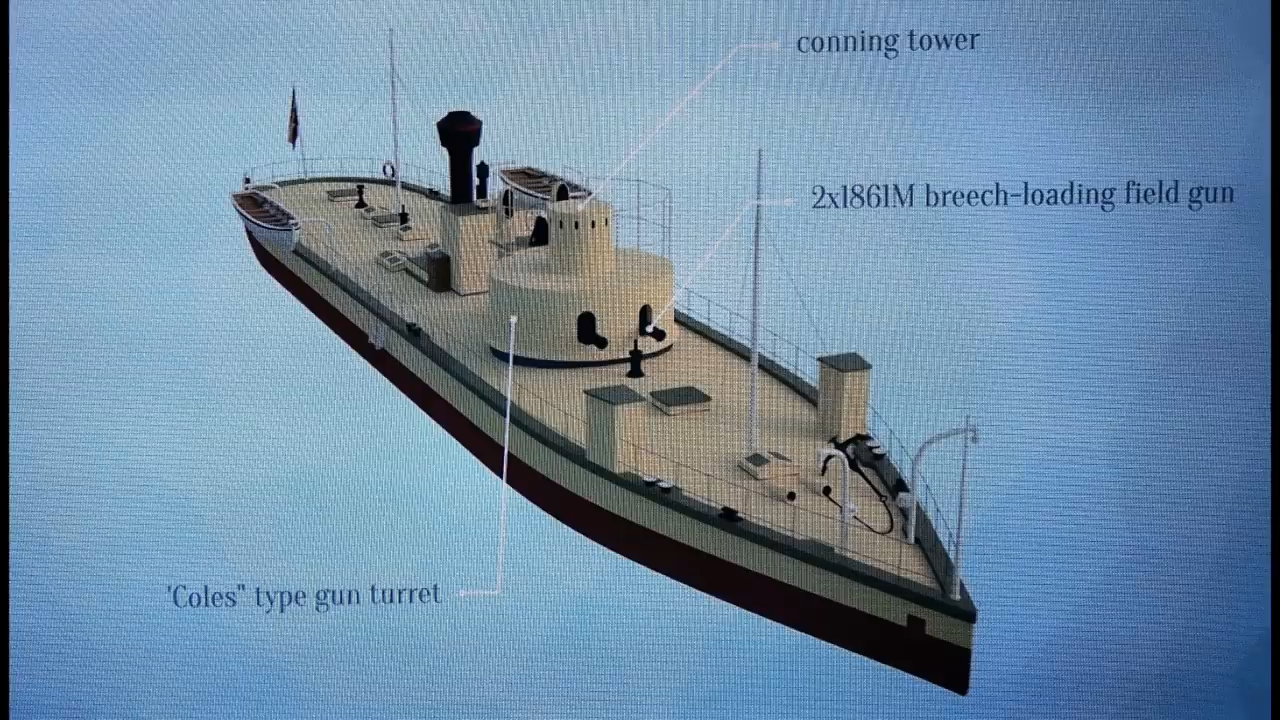 conning tower
2x1861M breech-loading field gun
'Coles" type gun turret